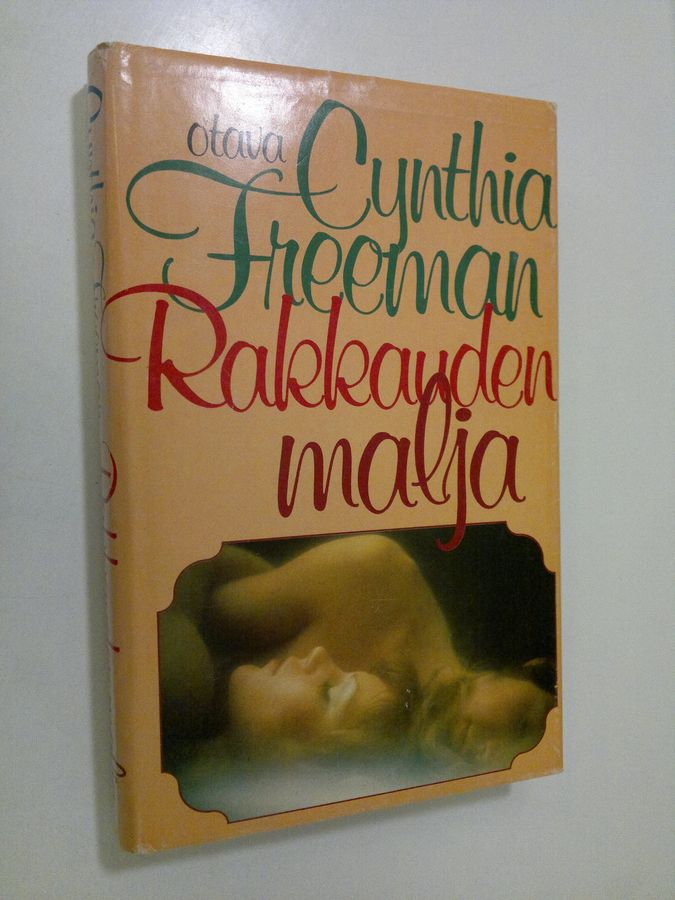 otava
Cynthia
Freeman
Rakkauden
malja